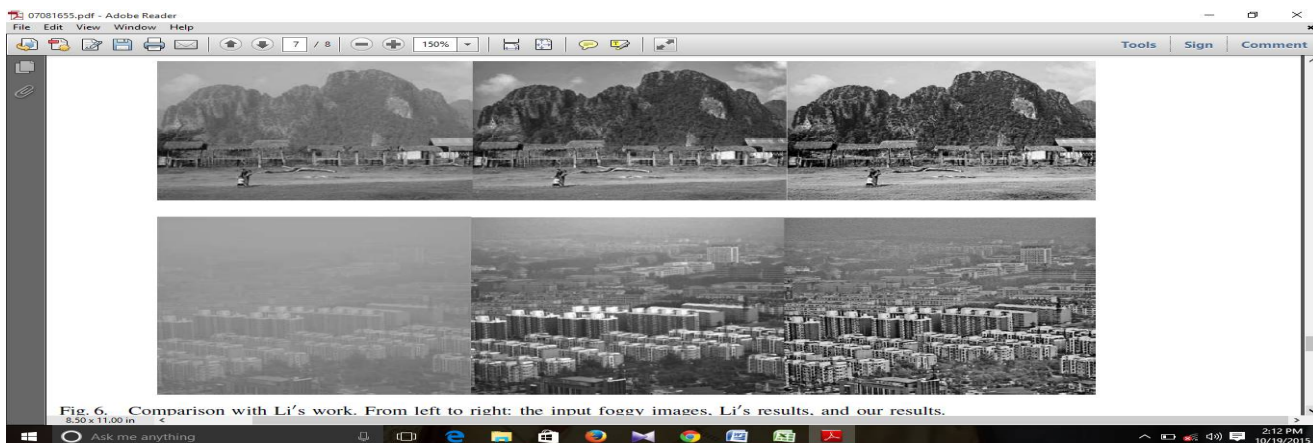 07081655.pdf - Adobe Reader
File Edit View Window Help
7 / 8 150% Tools Sign Comment
Fig. 6. Comparison with Li's work. From left to right: the input foggy images, Li's results, and our results.
8.50 x 11.00 in
Ask me anything
2:12 PM
10/19/2015